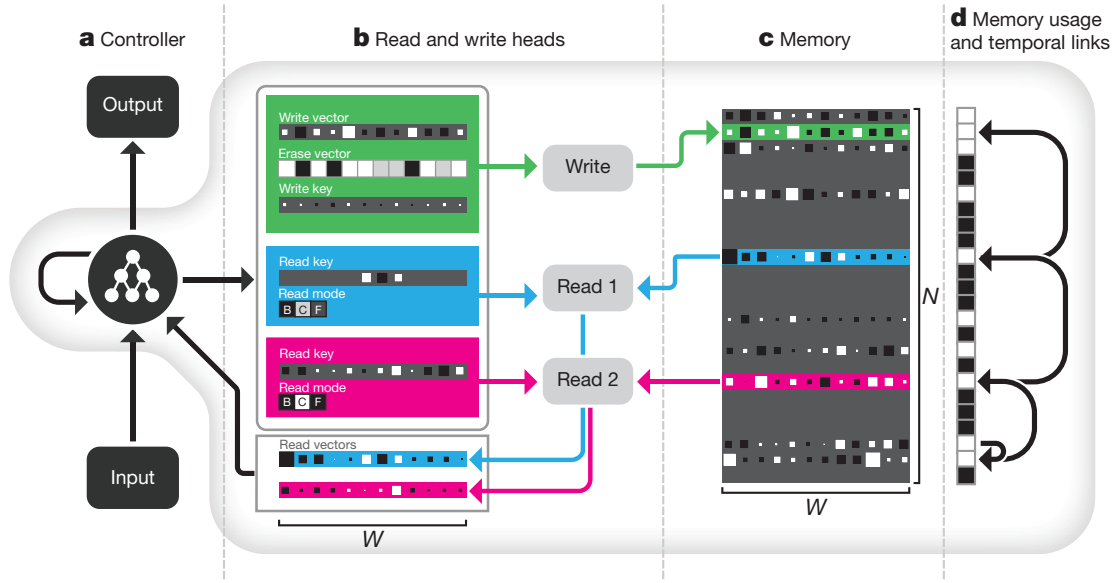 a Controller
Output
Input
b Read and write heads
Write vector
Erase vector
Write key
Read key
Read mode
B C F
Read key
Read mode
B C F
Read vectors
W
Write
Read 1
Read 2
c Memory
N
W
d Memory usage
and temporal links